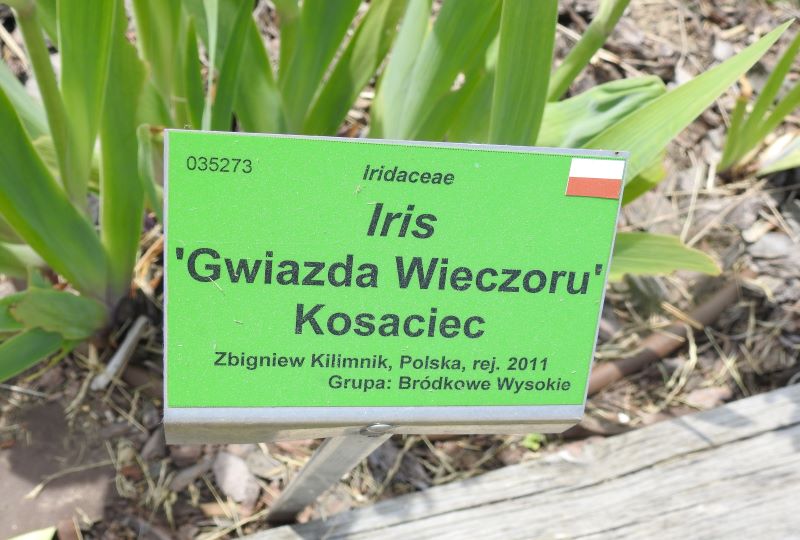 035273
Iridaceae
Iris
'Gwiazda Wieczoru'
Kosaciec
Zbigniew Kilimnik, Polska, rej. 2011
Grupa: Bródkowe Wysokie